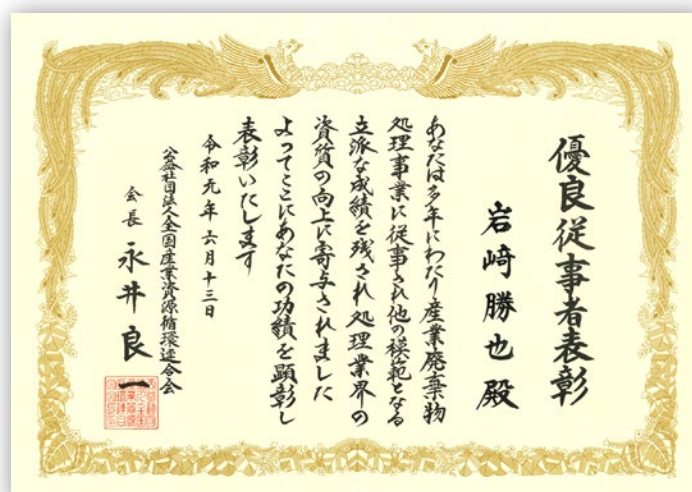 優良従事者表彰
岩﨑勝也殿
あなたは多年にわたり産業廃棄物
処理事業に従事され他の模範となる
立派な成績を残され処理業界の
資質の向上に寄与されました
よってここにあなたの功績を顕彰し
表彰いたします
令和元年六月十三日
公益社団法人全国産業資源循環連合会
会長 永井良一